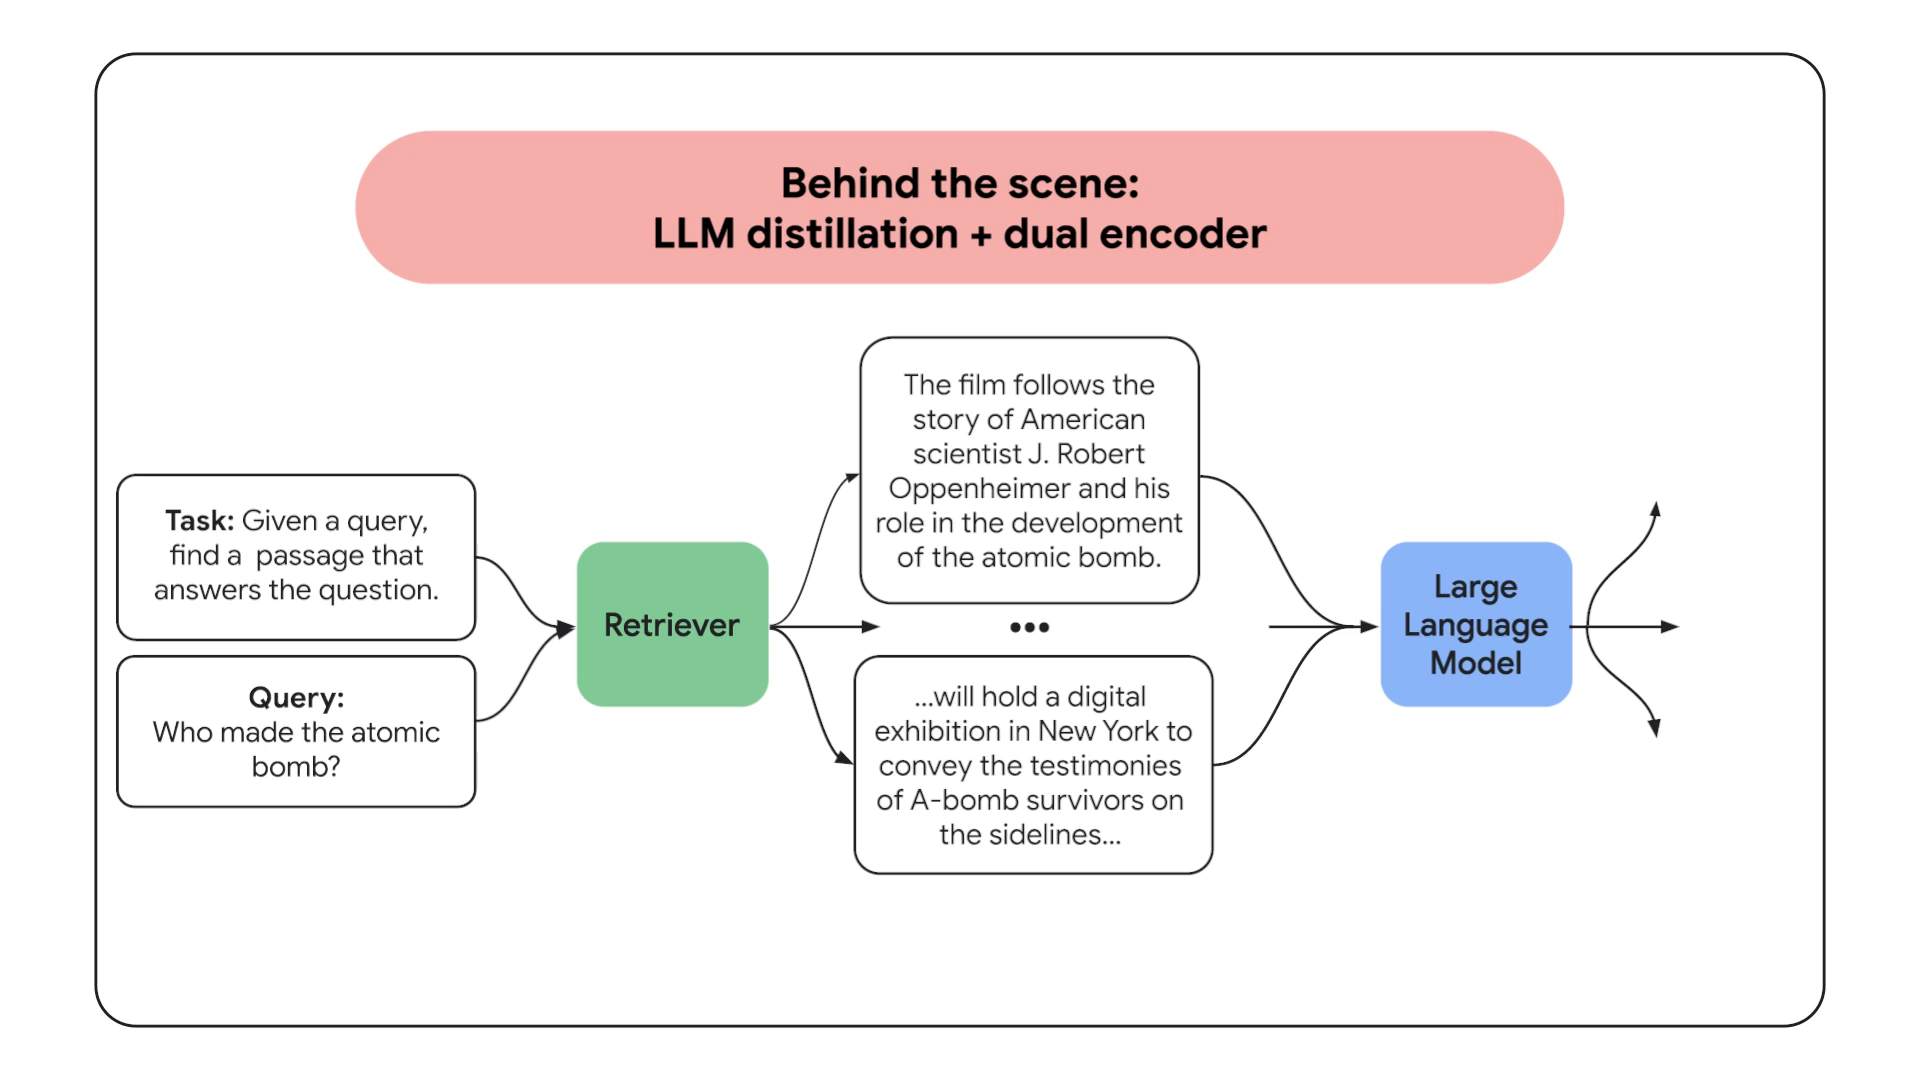 Behind the scene:
LLM distillation + dual encoder
Task: Given a query,
find a passage that
answers the question.
Query:
Who made the atomic
bomb?
Retriever
The film follows the
story of American
scientist J. Robert
Oppenheimer and his
role in the development
of the atomic bomb.
•••
...will hold a digital
exhibition in New York to
convey the testimonies
of A-bomb survivors on
the sidelines...
Large
Language
Model